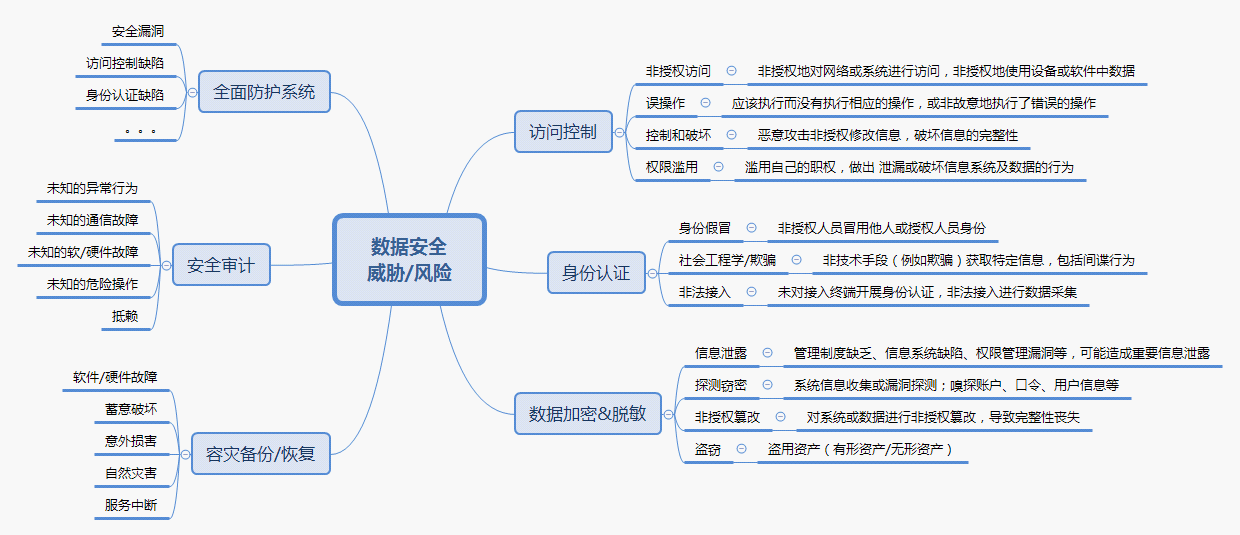 数据安全
威胁/风险
全面防护系统
安全漏洞
访问控制缺陷
身份认证缺陷
。。。
安全审计
未知的异常行为
未知的通信故障
未知的软/硬件故障
未知的危险操作
抵赖
容灾备份/恢复
软件/硬件故障
蓄意破坏
意外损害
自然灾害
服务中断
访问控制
非授权访问 非授权地对网络或系统进行访问，非授权地使用设备或软件中数据
误操作 应该执行而没有执行相应的操作，或非故意地执行了错误的操作
控制和破坏 恶意攻击非授权修改信息，破坏信息的完整性
权限滥用 滥用自己的职权，做出 泄漏或破坏信息系统及数据的行为
身份认证
身份假冒 非授权人员冒用他人或授权人员身份
社会工程学/欺骗 非技术手段（例如欺骗）获取特定信息，包括间谍行为
非法接入 未对接入终端开展身份认证，非法接入进行数据采集
数据加密&脱敏
信息泄露 管理制度缺乏、信息系统缺陷、权限管理漏洞等，可能造成重要信息泄露
探测窃密 系统信息收集或漏洞探测；嗅探账户、口令、用户信息等
非授权篡改 对系统或数据进行非授权篡改，导致完整性丧失
盗窃 盗用资产（有形资产/无形资产）